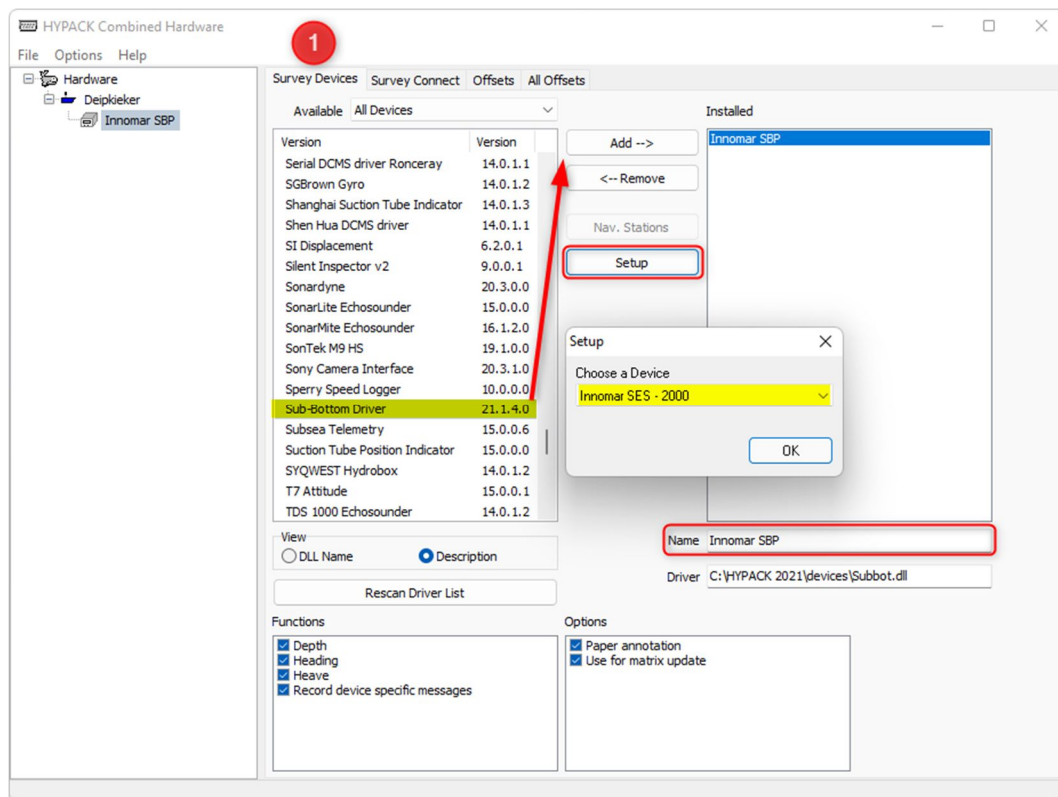 HYPACK Combined Hardware
File Options Help
1
Hardware
Deipkieker
Innomar SBP
Survey Devices Survey Connect Offsets All Offsets
Available All Devices
Installed
Version Version
Serial DCMS driver Ronceray 14.0.1.1
SGBrown Gyro 14.0.1.2
Shanghai Suction Tube Indicator 14.0.1.3
Shen Hua DCMS driver 14.0.1.1
SI Displacement 6.2.0.1
Silent Inspector v2 9.0.0.1
Sonardyne 20.3.0.0
SonarLite Echosounder 15.0.0.0
SonarMite Echosounder 16.1.2.0
SonTek M9 HS 19.1.0.0
Sony Camera Interface 20.3.1.0
Sperry Speed Logger 10.0.0.0
Sub-Bottom Driver 21.1.4.0
Subsea Telemetry 15.0.0.6
Suction Tube Position Indicator 15.0.0.0
SYQWEST Hydrobox 14.0.1.2
T7 Attitude 15.0.0.1
TDS 1000 Echosounder 14.0.1.2
Add -->
<-- Remove
Nav. Stations
Setup
Innomar SBP
Setup
Choose a Device
Innomar SES - 2000
OK
View
DLL Name Description
Rescan Driver List
Name Innomar SBP
Driver C:\HYPACK 2021\devices\Subbot.dll
Functions
Depth
Heading
Heave
Record device specific messages
Options
Paper annotation
Use for matrix update